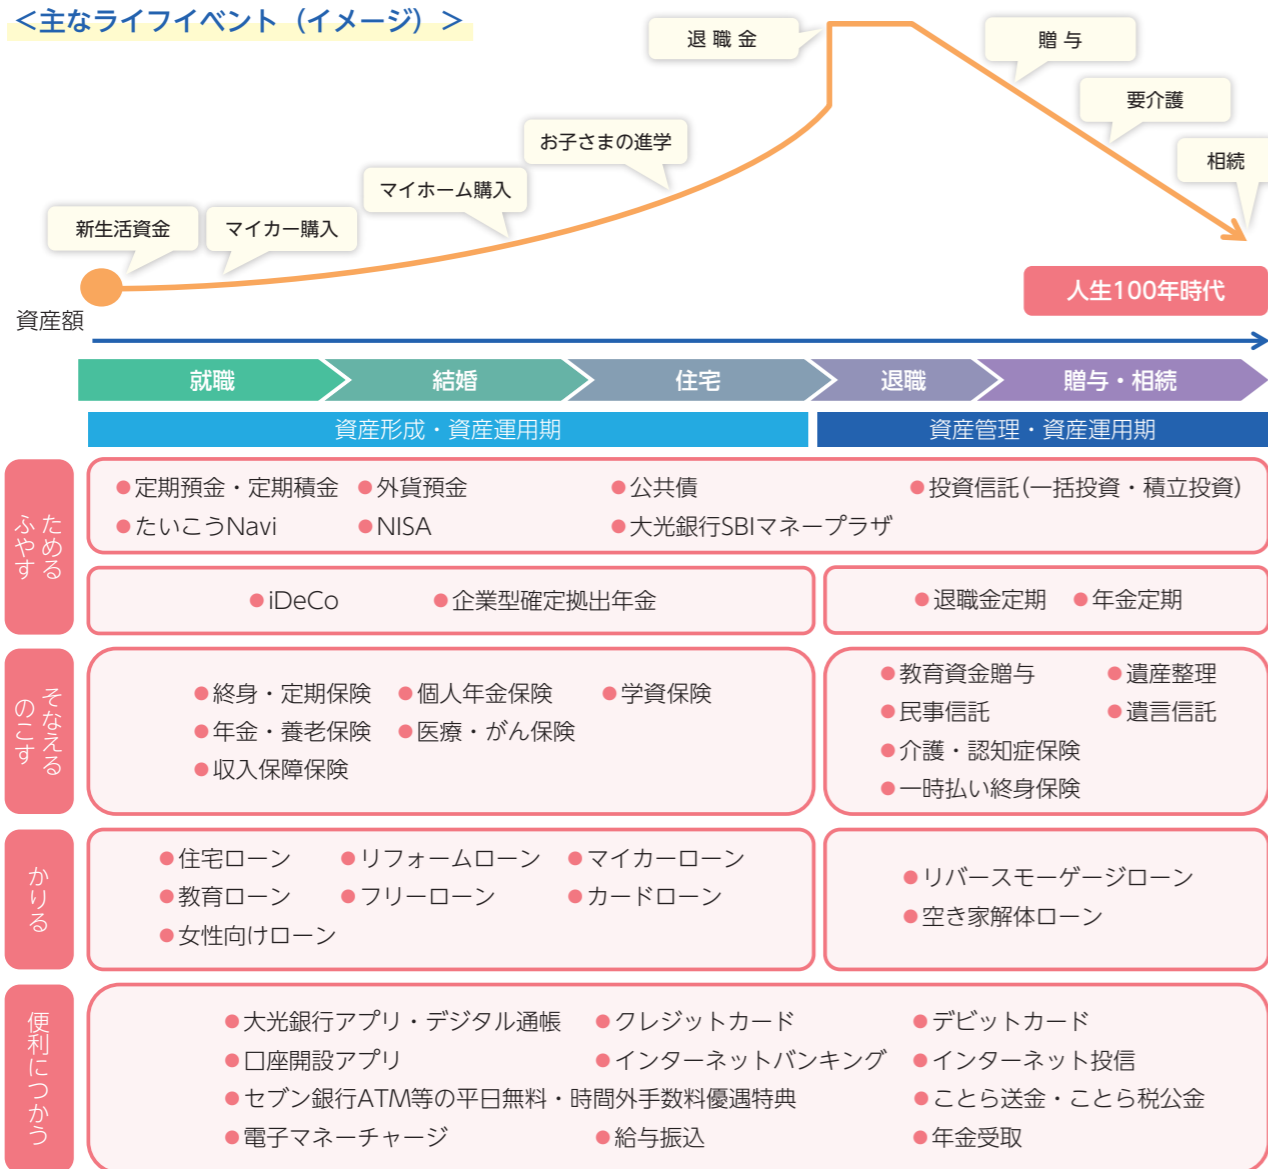 <主なライフイベント（イメージ）>
退職金
贈与
要介護
相続
お子さまの進学
マイホーム購入
新生活資金
マイカー購入
人生100年時代
資産額
就職
結婚
住宅
退職
贈与・相続
資産形成・資産運用期
資産管理・資産運用期
ためる
ふやす
●定期預金・定期積金 ●外貨預金 ●公共債 ●投資信託(一括投資・積立投資)
●たいこうNavi ●NISA ●大光銀行SBIマネープラザ
●iDeCo ●企業型確定拠出年金
●退職金定期 ●年金定期
そなえる
のこす
●終身・定期保険 ●個人年金保険 ●学資保険
●年金・養老保険 ●医療・がん保険
●収入保障保険
●教育資金贈与 ●遺産整理
●民事信託 ●遺言信託
●介護・認知症保険
●一時払い終身保険
かりる
●住宅ローン ●リフォームローン ●マイカーローン
●教育ローン ●フリーローン ●カードローン
●女性向けローン
●リバースモーゲージローン
●空き家解体ローン
便利につかう
●大光銀行アプリ・デジタル通帳 ●クレジットカード ●デビットカード
●口座開設アプリ ●インターネットバンキング ●インターネット投信
●セブン銀行ATM等の平日無料・時間外手数料優遇特典 ●ことら送金・ことら税公金
●電子マネーチャージ ●給与振込 ●年金受取